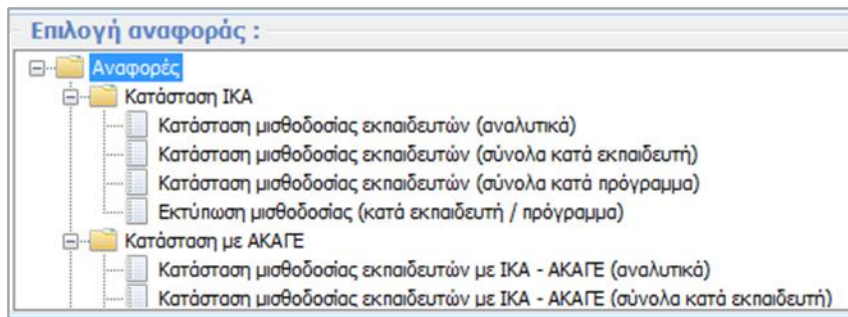 Επιλογή αναφοράς :
Αναφορές
Κατάσταση ΙΚΑ
Κατάσταση μισθοδοσίας εκπαιδευτών (αναλυτικά)
Κατάσταση μισθοδοσίας εκπαιδευτών (σύνολα κατά εκπαιδευτή)
Κατάσταση μισθοδοσίας εκπαιδευτών (σύνολα κατά πρόγραμμα)
Εκτύπωση μισθοδοσίας (κατά εκπαιδευτή / πρόγραμμα)
Κατάσταση με ΑΚΑΓΕ
Κατάσταση μισθοδοσίας εκπαιδευτών με ΙΚΑ - ΑΚΑΓΕ (αναλυτικά)
Κατάσταση μισθοδοσίας εκπαιδευτών με ΙΚΑ - ΑΚΑΓΕ (σύνολα κατά εκπαιδευτή)